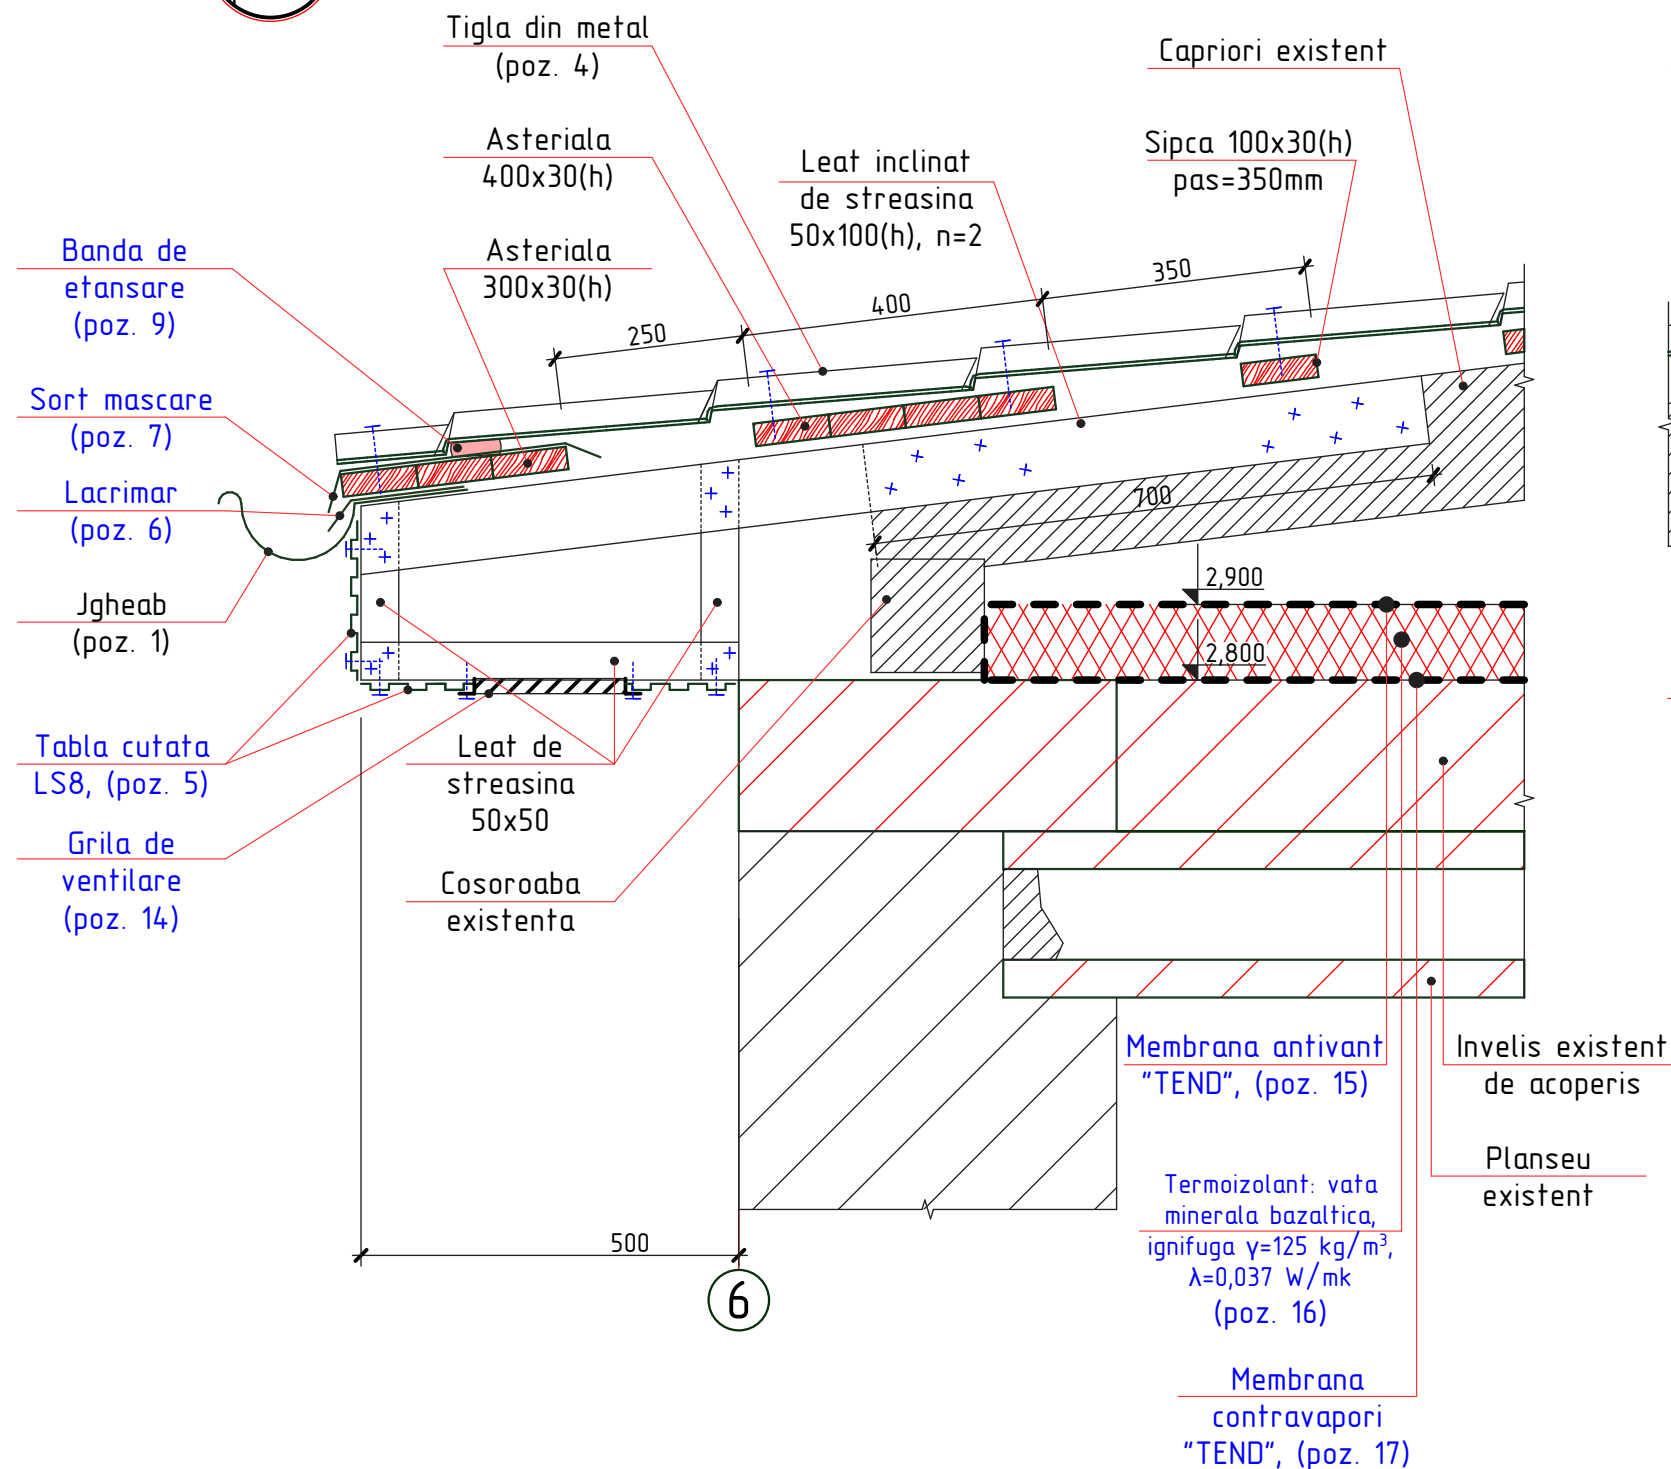 Tigla din metal
(poz. 4)
Capriori existent
Asteriala
400x30(h)
Leat inclinat
de streasina
50x100(h), n=2
Sipca 100x30(h)
pas=350mm
Banda de
etansare
(poz. 9)
Asteriala
300x30(h)
250
400
350
Sort mascare
(poz. 7)
Lacrimar
(poz. 6)
700
Jgheab
(poz. 1)
2,900
2,800
Tabla cutata
LS8, (poz. 5)
Leat de
streasina
50x50
Grila de
ventilare
(poz. 14)
Cosoroaba
existenta
Membrana antivant
"TEND", (poz. 15)
Invelis existent
de acoperis
Planseu
existent
Termoizolant: vata
minerala bazaltica,
ignifuga γ=125 kg/m³,
λ=0,037 W/mk
(poz. 16)
500
6
Membrana
contravapori
"TEND", (poz. 17)